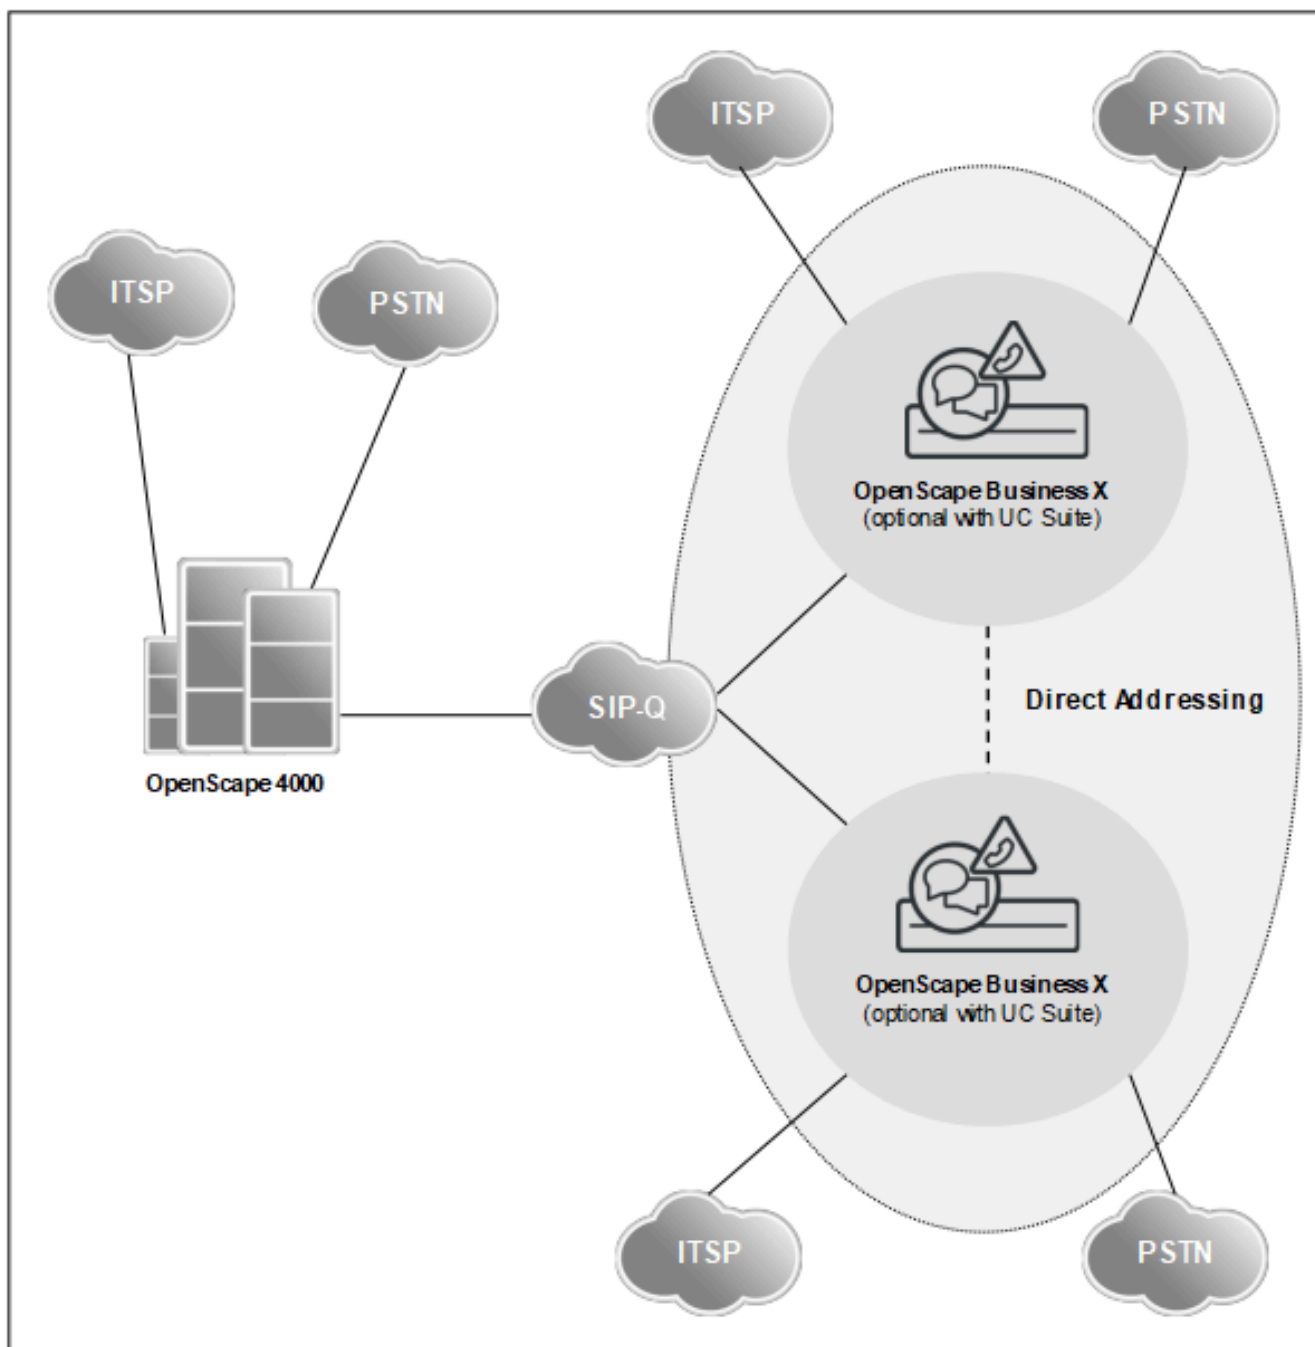 ITSP
PSTN
ITSP
PSTN
OpenScape Business X
(optional with UC Suite)
SIP-Q
Direct Addressing
OpenScape 4000
OpenScape Business X
(optional with UC Suite)
ITSP
PSTN